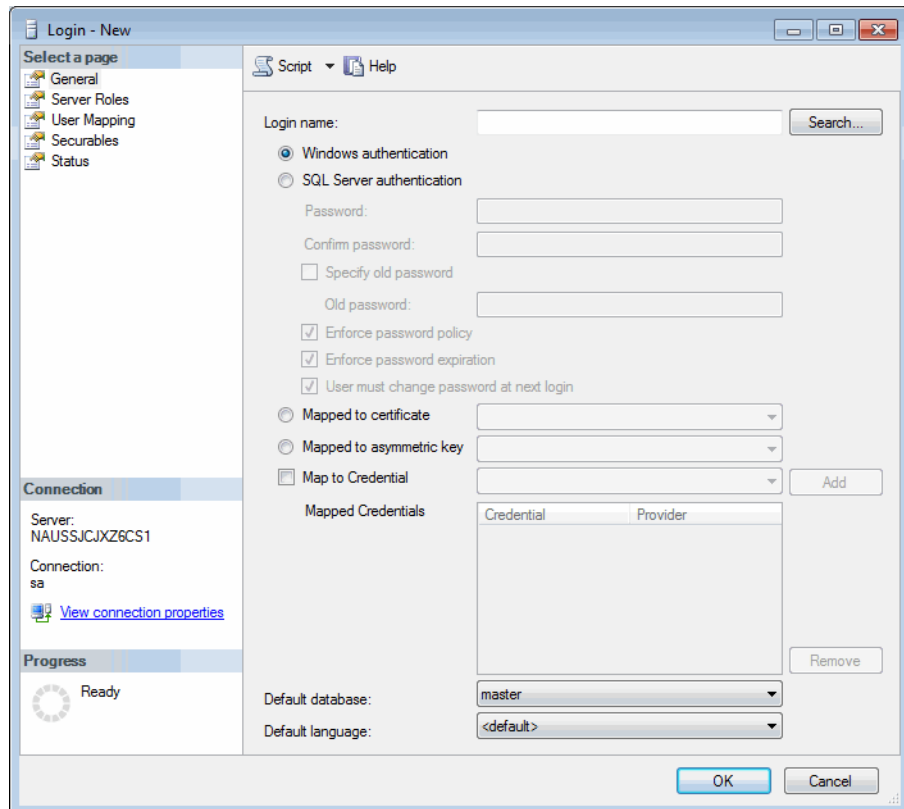 Login - New
Select a page
General
Server Roles
User Mapping
Securables
Status
Connection
Server:
NAUSSJCJXZ6CS1
Connection:
sa
View connection properties
Progress
Ready
Script Help
Login name: Search...
Windows authentication
SQL Server authentication
Password:
Confirm password:
Specify old password
Old password:
Enforce password policy
Enforce password expiration
User must change password at next login
Mapped to certificate
Mapped to asymmetric key
Map to Credential Add
Mapped Credentials Credential Provider
Remove
Default database: master
Default language: <default>
OK Cancel